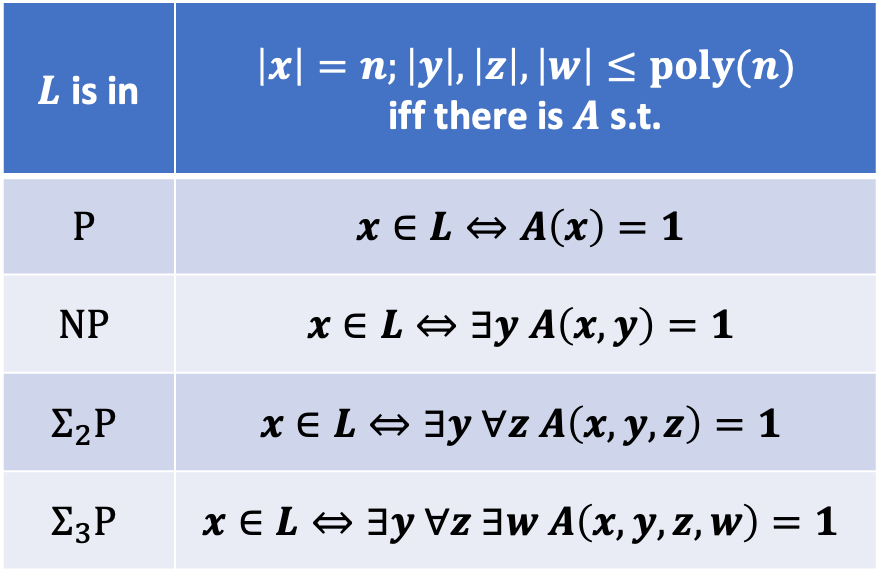 L is in
|x| = n; |y|, |z|, |w| ≤ poly(n)
iff there is A s.t.
P
x ∈ L ⇔ A(x) = 1
NP
x ∈ L ⇔ ∃y A(x, y) = 1
Σ₂P
x ∈ L ⇔ ∃y ∀z A(x, y, z) = 1
Σ₃P
x ∈ L ⇔ ∃y ∀z ∃w A(x, y, z, w) = 1